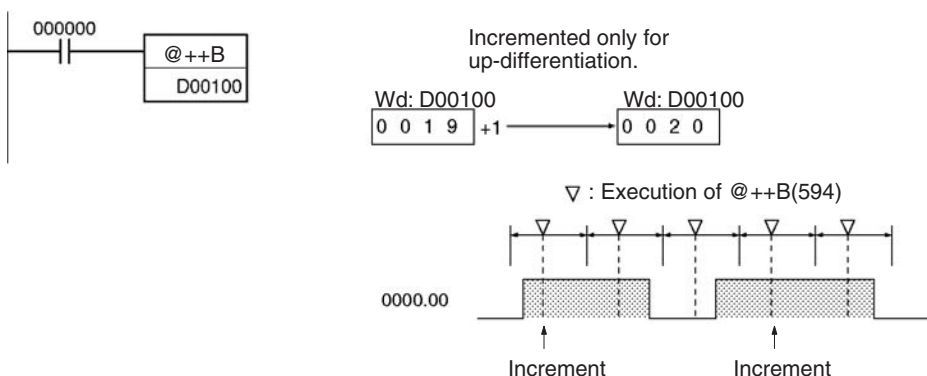 000000
@++B
D00100
Incremented only for
up-differentiation.
Wd: D00100 Wd: D00100
0 0 1 9 +1 0 0 2 0
▽ : Execution of @++B(594)
0000.00
Increment Increment